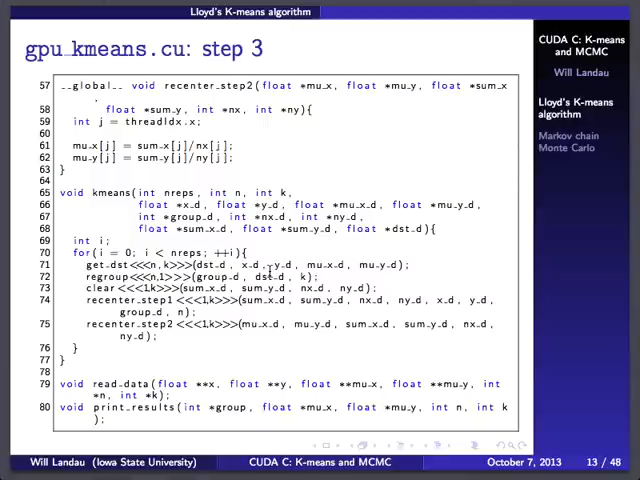 Lloyd's K-means algorithm
gpu_kmeans.cu: step 3
57 __global__ void recenter_step2(float *mu_x, float *mu_y, float *sum_x
,
58 float *sum_y, int *nx, int *ny){
59 int j = threadIdx.x;
60
61 mu_x[j] = sum_x[j]/nx[j];
62 mu_y[j] = sum_y[j]/ny[j];
63 }
64
65 void kmeans(int nreps, int n, int k,
66 float *x_d, float *y_d, float *mu_x_d, float *mu_y_d,
67 int *group_d, int *nx_d, int *ny_d,
68 float *sum_x_d, float *sum_y_d, float *dst_d){
69 int i;
70 for(i = 0; i < nreps; ++i){
71 get_dst<<<n,k>>>(dst_d, x_d, y_d, mu_x_d, mu_y_d);
72 regroup<<<n,1>>>(group_d, dst_d, k);
73 clear<<<1,k>>>(sum_x_d, sum_y_d, nx_d, ny_d);
74 recenter_step1<<<1,k>>>(sum_x_d, sum_y_d, nx_d, ny_d, x_d, y_d,
group_d, n);
75 recenter_step2<<<1,k>>>(mu_x_d, mu_y_d, sum_x_d, sum_y_d, nx_d,
ny_d);
76 }
77 }
78
79 void read_data(float **x, float **y, float **mu_x, float **mu_y, int
*n, int *k);
80 void print_results(int *group, float *mu_x, float *mu_y, int n, int k
);
CUDA C: K-means
and MCMC
Will Landau
Lloyd's K-means
algorithm
Markov chain
Monte Carlo
Will Landau (Iowa State University) CUDA C: K-means and MCMC October 7, 2013 13 / 48